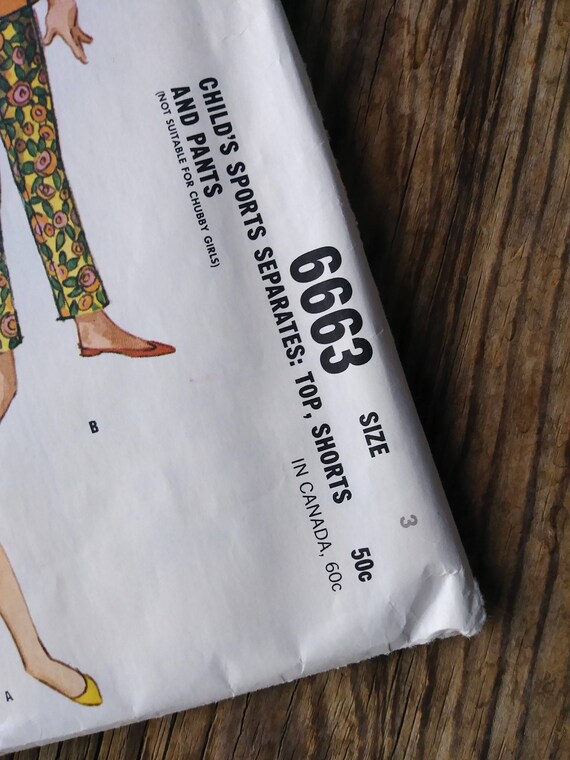 6663
SIZE
3
50c
CHILD'S SPORTS SEPARATES: TOP, SHORTS
IN CANADA, 60c
AND PANTS
(NOT SUITABLE FOR CHUBBY GIRLS)
B
A